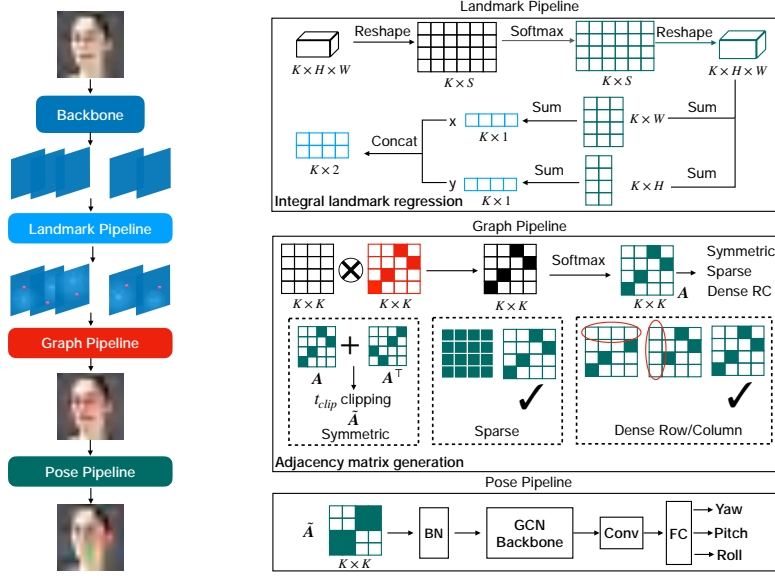 Backbone
Landmark Pipeline
Graph Pipeline
Pose Pipeline
Landmark Pipeline
Reshape
Softmax
Reshape
K × H × W
K × S
K × S
K × H × W
x
Sum
K × W
Sum
K × 1
Concat
K × 2
y
Sum
K × H
Sum
K × 1
Integral landmark regression
Graph Pipeline
Softmax
Symmetric
Sparse
Dense RC
K × K
K × K
K × K
K × K
A
A
A⊤
t_clip clipping
Ã
Symmetric
Sparse
Dense Row/Column
Adjacency matrix generation
Pose Pipeline
Ã
K × K
BN
GCN
Backbone
Conv
FC
Yaw
Pitch
Roll